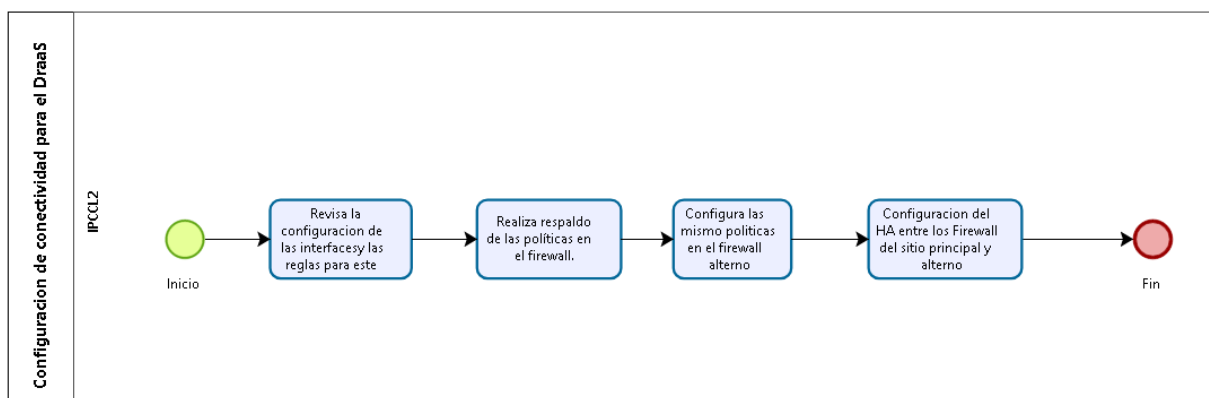 Configuracion de conectividad para el DraaS
IPCCL2
Inicio
Revisa la
configuracion de
las interfacesy las
reglas para este
Realiza respaldo
de las políticas en
el firewall.
Configura las
mismo politicas
en el firewall
alterno
Configuracion del
HA entre los Firewall
del sitio principal y
alterno
Fin